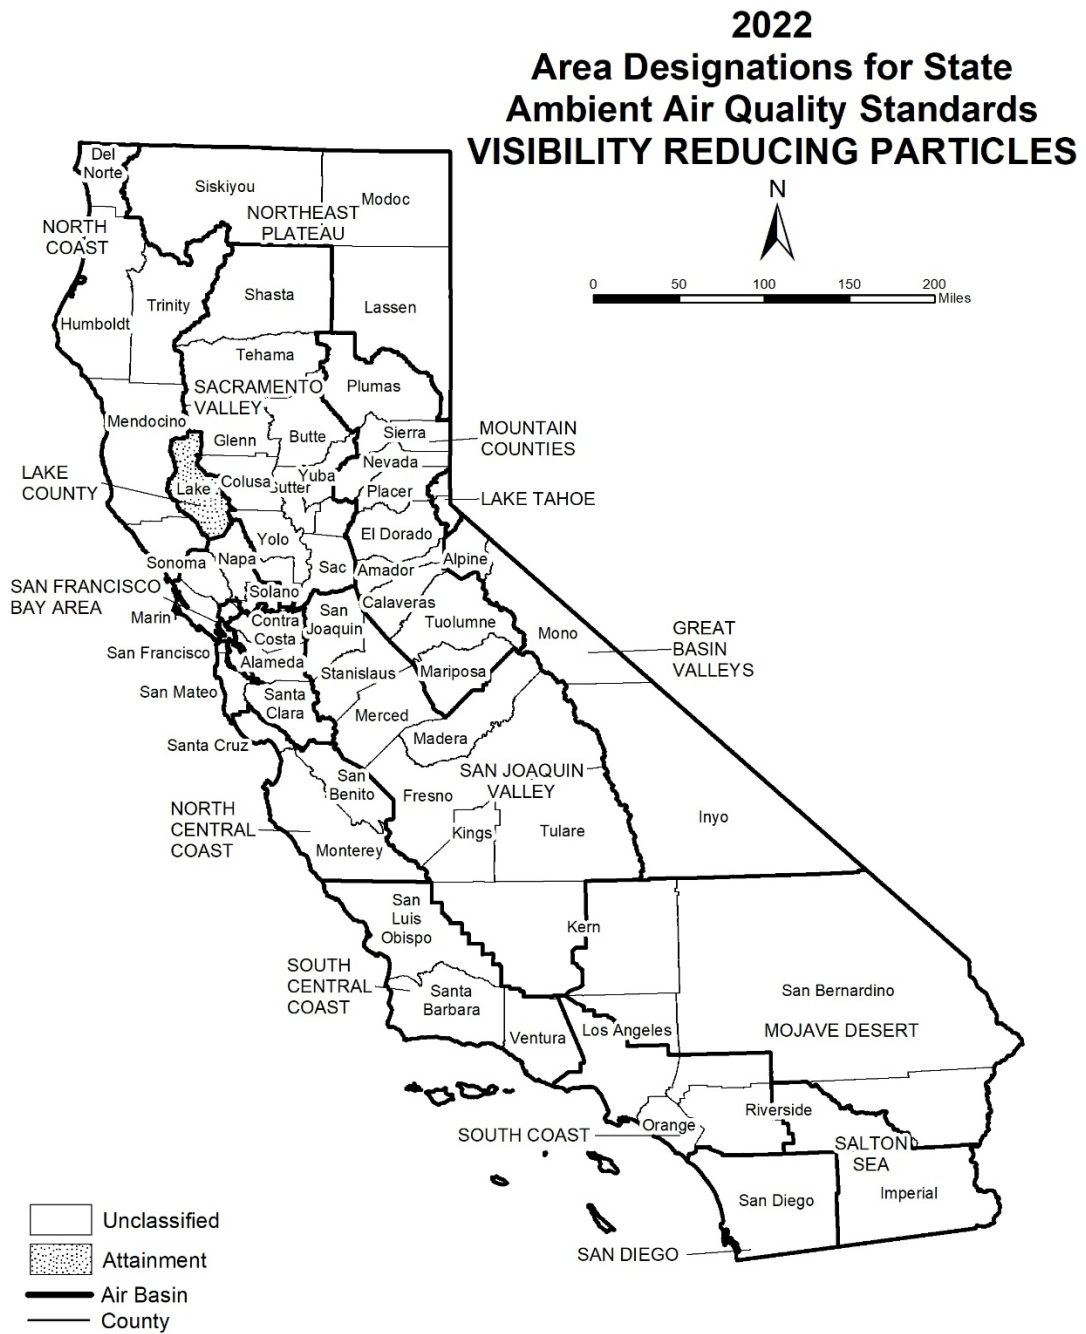 2022
Area Designations for State
Ambient Air Quality Standards
VISIBILITY REDUCING PARTICLES
N
0 50 100 150 200
Miles
Del
Norte
Siskiyou
Modoc
NORTHEAST
PLATEAU
NORTH
COAST
Shasta
Trinity
Lassen
Humboldt
Tehama
Plumas
SACRAMENTO
VALLEY
Mendocino
Glenn
Butte
Sierra
MOUNTAIN
COUNTIES
Nevada
LAKE
COUNTY
Lake
Colusa
Yuba
Sutter
Placer
LAKE TAHOE
Yolo
El Dorado
Sonoma
Napa
Sac
Amador
Alpine
SAN FRANCISCO
BAY AREA
Solano
Marin
Contra
Costa
San
Joaquin
Calaveras
Tuolumne
Mono
GREAT
BASIN
VALLEYS
San Francisco
Alameda
Stanislaus
Mariposa
San Mateo
Santa
Clara
Merced
Santa Cruz
Madera
San
Benito
SAN JOAQUIN
VALLEY
Fresno
NORTH
CENTRAL
COAST
Kings
Tulare
Inyo
Monterey
San
Luis
Obispo
Kern
SOUTH
CENTRAL
COAST
Santa
Barbara
San Bernardino
MOJAVE DESERT
Ventura
Los Angeles
Riverside
Orange
SOUTH COAST
SALTON
SEA
San Diego
Imperial
SAN DIEGO
Unclassified
Attainment
Air Basin
County